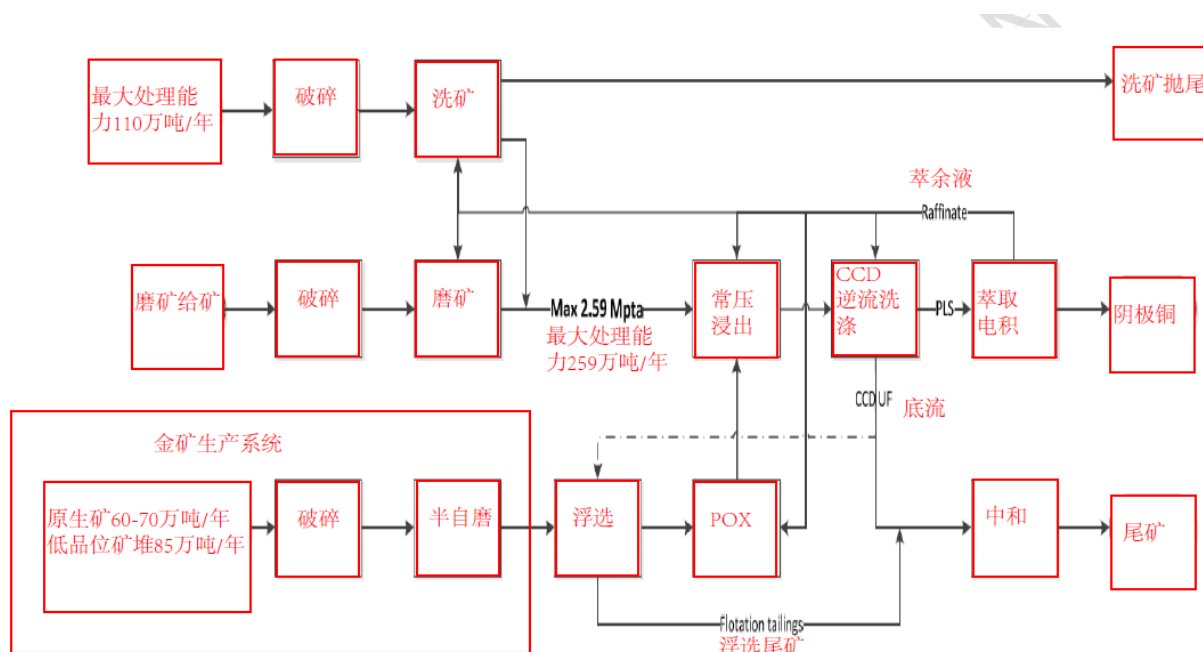 最大处理能
力110万吨/年
破碎
洗矿
洗矿抛尾
萃余液
Raffinate
磨矿给矿
破碎
磨矿
Max 2.59 Mpta
最大处理能
力259万吨/年
常压
浸出
CCD
逆流洗
涤
PLS
萃取
电积
阴极铜
CCD UF
底流
金矿生产系统
原生矿60-70万吨/年
低品位矿堆85万吨/年
破碎
半自磨
浮选
POX
中和
尾矿
Flotation tailings
浮选尾矿